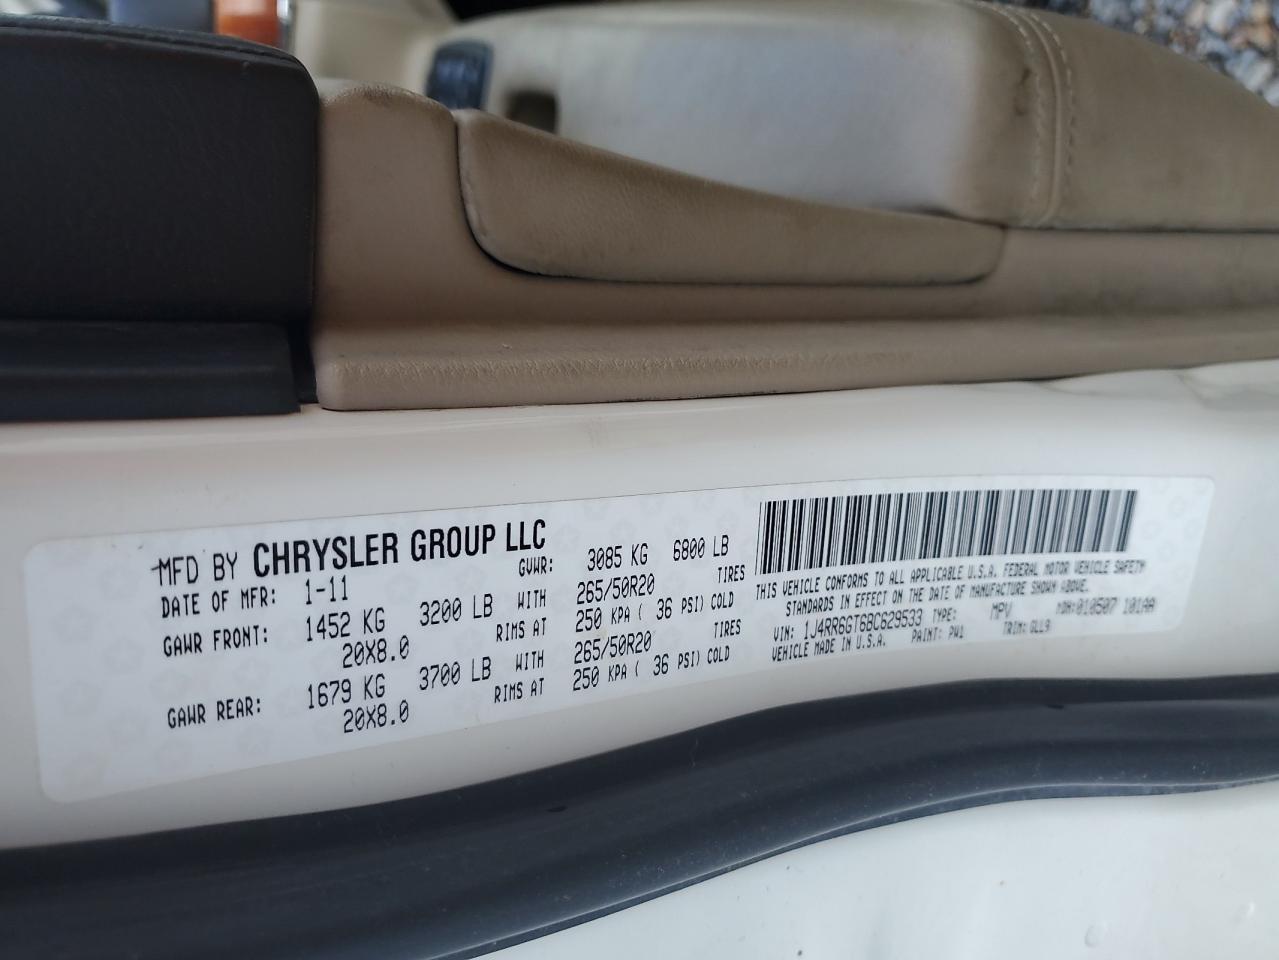 MFD BY CHRYSLER GROUP LLC
DATE OF MFR: 1-11 GVWR: 3085 KG 6800 LB
GAWR FRONT: 1452 KG 3200 LB WITH 265/50R20 TIRES
20X8.0 RIMS AT 250 KPA ( 36 PSI) COLD
GAWR REAR: 1679 KG 3700 LB WITH 265/50R20 TIRES
20X8.0 RIMS AT 250 KPA ( 36 PSI) COLD
THIS VEHICLE CONFORMS TO ALL APPLICABLE U.S.A. FEDERAL MOTOR VEHICLE SAFETY
STANDARDS IN EFFECT ON THE DATE OF MANUFACTURE SHOWN ABOVE.
VIN: 1J4RR6GT6BC629533 TYPE: MPV MDH: 010507 101AA
VEHICLE MADE IN U.S.A. PAINT: PW1 TRIM: GLL9